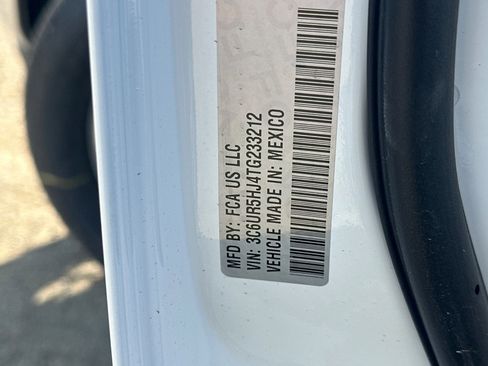 MFD BY: FCA US LLC
VIN: 3C6UR5HJ4TG233212
VEHICLE MADE IN: MEXICO